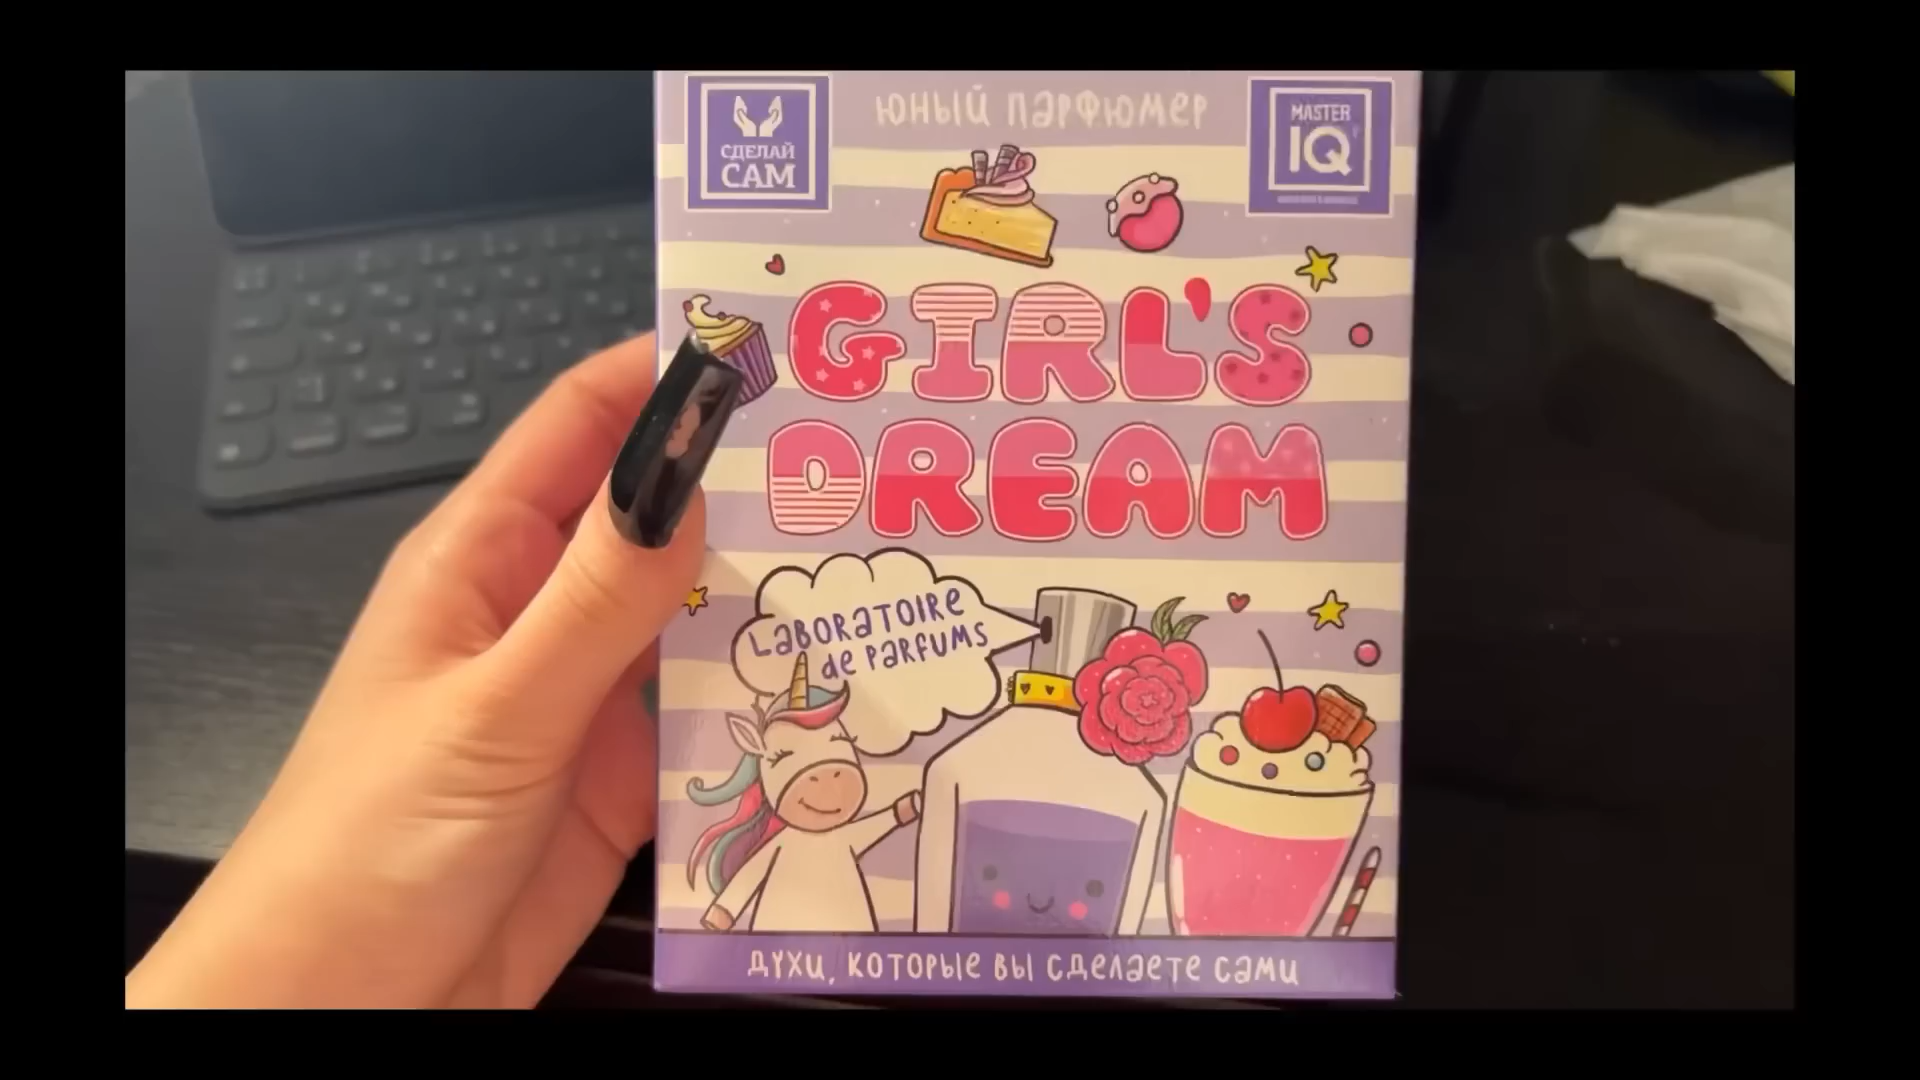 ЮНЫЙ ПАРФЮМЕР
СДЕЛАЙ
САМ
MASTER
IQ
GIRL'S
DREAM
LABORATOIRE
de PARFUMS
ДУХИ, КОТОРЫЕ ВЫ СДЕЛАЕТЕ САМИ